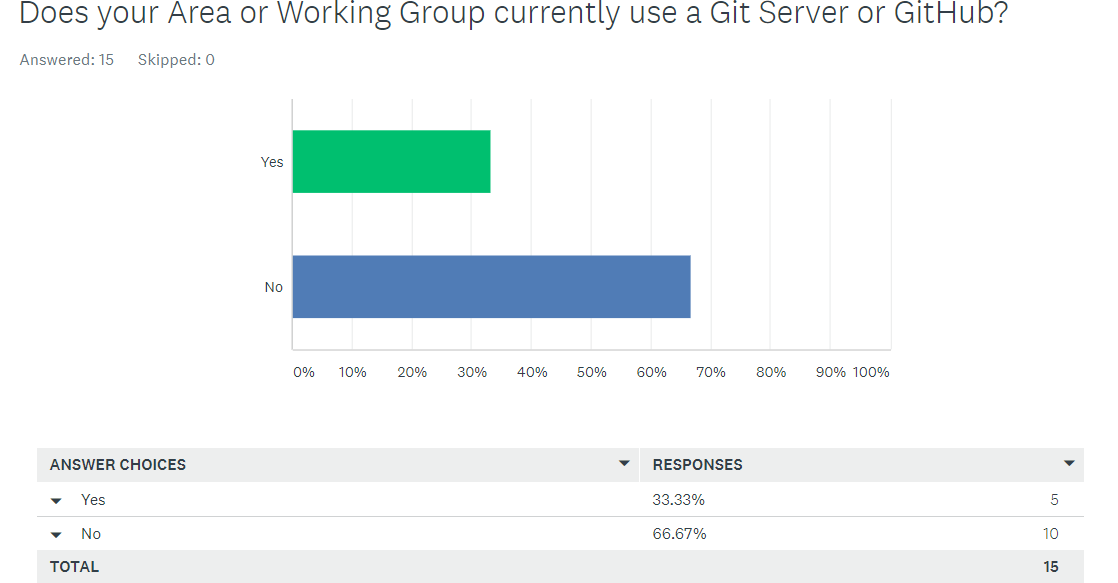 Does your Area or Working Group currently use a Git Server or GitHub?
Answered: 15 Skipped: 0
Yes
No
0% 10% 20% 30% 40% 50% 60% 70% 80% 90% 100%
ANSWER CHOICES RESPONSES
Yes 33.33% 5
No 66.67% 10
TOTAL 15